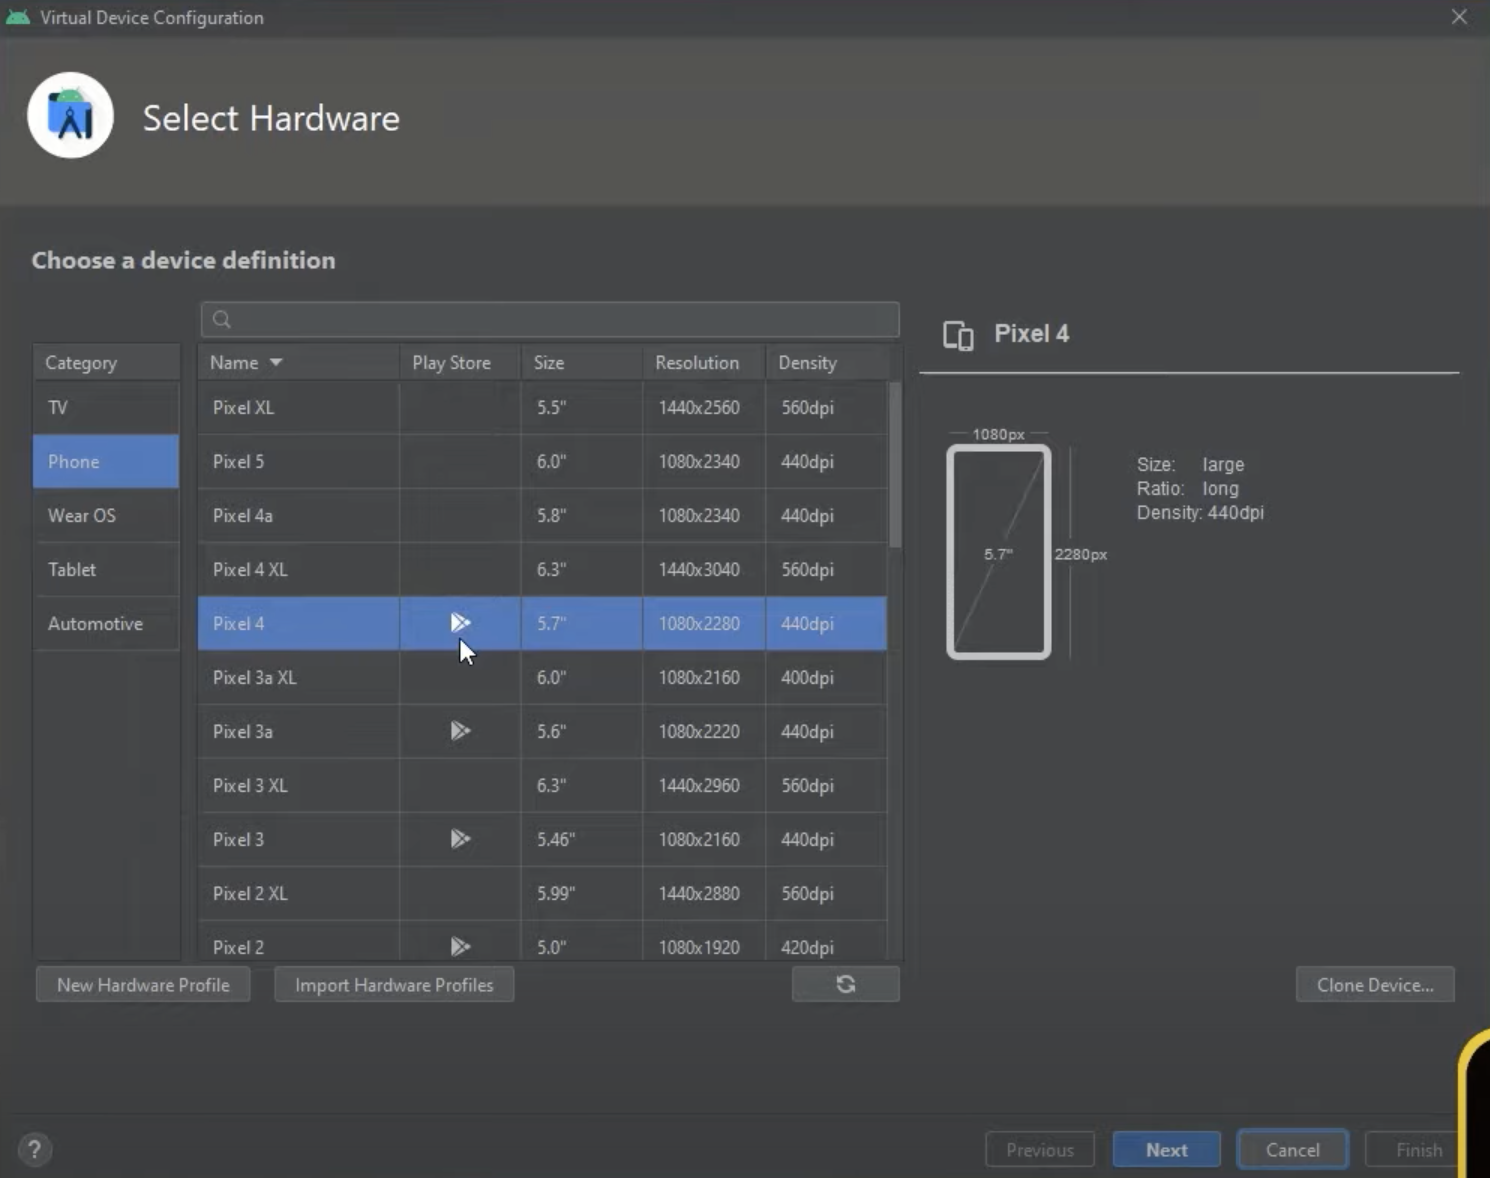 Virtual Device Configuration
Select Hardware
Choose a device definition
Category
TV
Phone
Wear OS
Tablet
Automotive
Name Play Store Size Resolution Density
Pixel XL 5.5" 1440x2560 560dpi
Pixel 5 6.0" 1080x2340 440dpi
Pixel 4a 5.8" 1080x2340 440dpi
Pixel 4 XL 6.3" 1440x3040 560dpi
Pixel 4 5.7" 1080x2280 440dpi
Pixel 3a XL 6.0" 1080x2160 400dpi
Pixel 3a 5.6" 1080x2220 440dpi
Pixel 3 XL 6.3" 1440x2960 560dpi
Pixel 3 5.46" 1080x2160 440dpi
Pixel 2 XL 5.99" 1440x2880 560dpi
Pixel 2 5.0" 1080x1920 420dpi
Pixel 4
1080px
5.7"
2280px
Size: large
Ratio: long
Density: 440dpi
New Hardware Profile Import Hardware Profiles
Clone Device...
?
Previous Next Cancel Finish